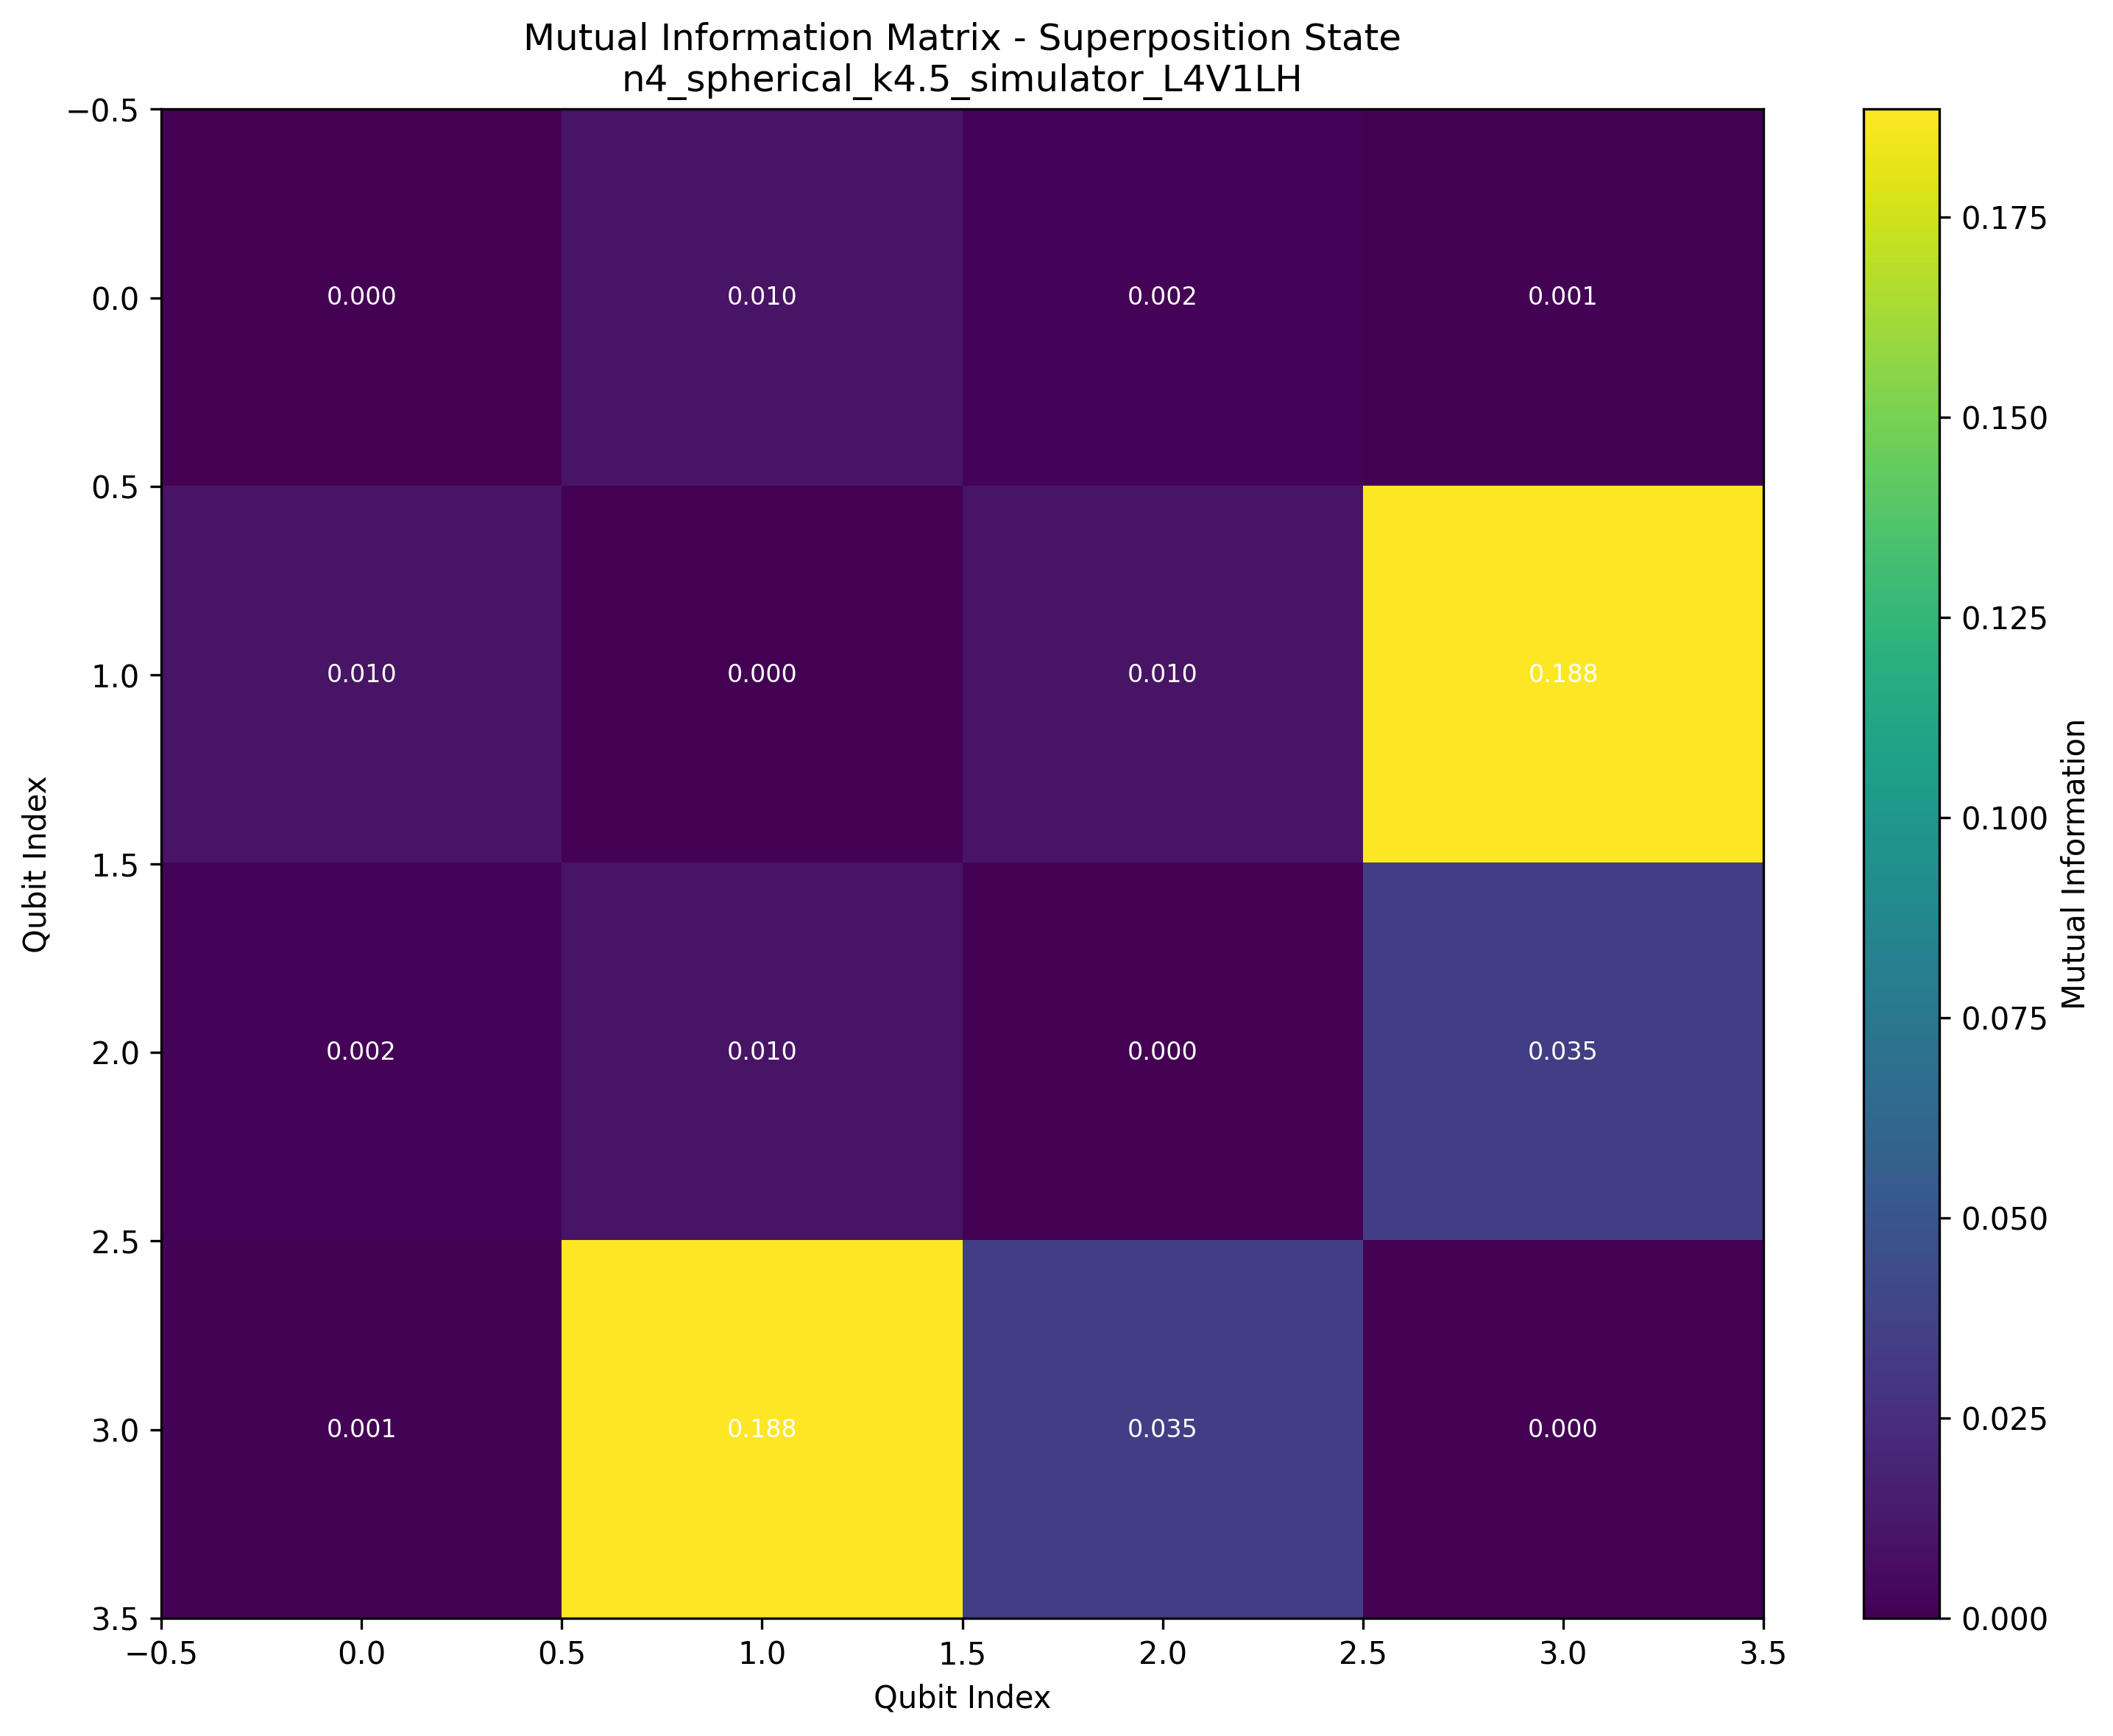 Mutual Information Matrix - Superposition State
n4_spherical_k4.5_simulator_L4V1LH
−0.5
0.0
0.5
1.0
1.5
2.0
2.5
3.0
3.5
Qubit Index
0.000 0.010 0.002 0.001
0.010 0.000 0.010 0.188
0.002 0.010 0.000 0.035
0.001 0.188 0.035 0.000
−0.5 0.0 0.5 1.0 1.5 2.0 2.5 3.0 3.5
Qubit Index
0.175
0.150
0.125
0.100
0.075
0.050
0.025
0.000
Mutual Information